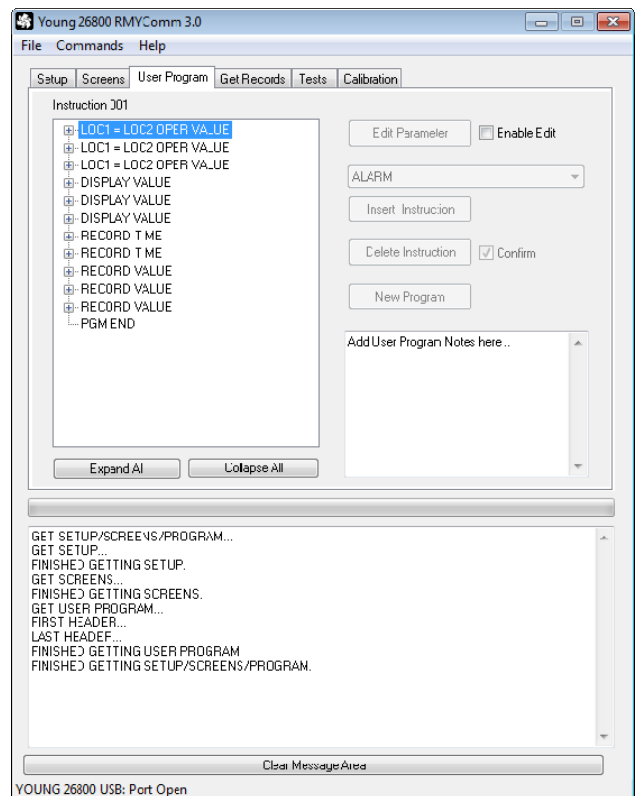 Young 26800 RMYComm 3.0
File Commands Help
Setup Screens User Program Get Records Tests Calibration
Instruction 001
LOC1 = LOC2 OPER VALUE
LOC1 = LOC2 OPER VALUE
LOC1 = LOC2 OPER VALUE
DISPLAY VALUE
DISPLAY VALUE
DISPLAY VALUE
RECORD TIME
RECORD TIME
RECORD VALUE
RECORD VALUE
RECORD VALUE
PGM END
Expand All Collapse All
Edit Parameter Enable Edit
ALARM
Insert Instruction
Delete Instruction Confirm
New Program
Add User Program Notes here...
GET SETUP/SCREENS/PROGRAM...
GET SETUP...
FINISHED GETTING SETUP.
GET SCREENS...
FINISHED GETTING SCREENS.
GET USER PROGRAM...
FIRST HEADER...
LAST HEADER...
FINISHED GETTING USER PROGRAM
FINISHED GETTING SETUP/SCREENS/PROGRAM.
Clear Message Area
YOUNG 26800 USB: Port Open